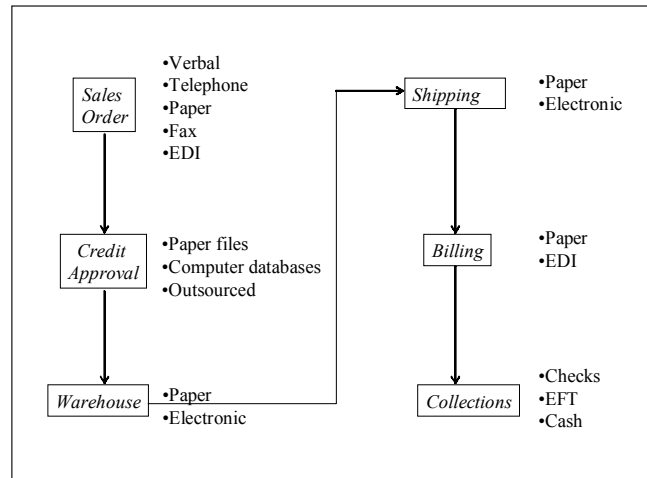 Sales
Order
•Verbal
•Telephone
•Paper
•Fax
•EDI
Credit
Approval
•Paper files
•Computer databases
•Outsourced
Warehouse
•Paper
•Electronic
Shipping
•Paper
•Electronic
Billing
•Paper
•EDI
Collections
•Checks
•EFT
•Cash